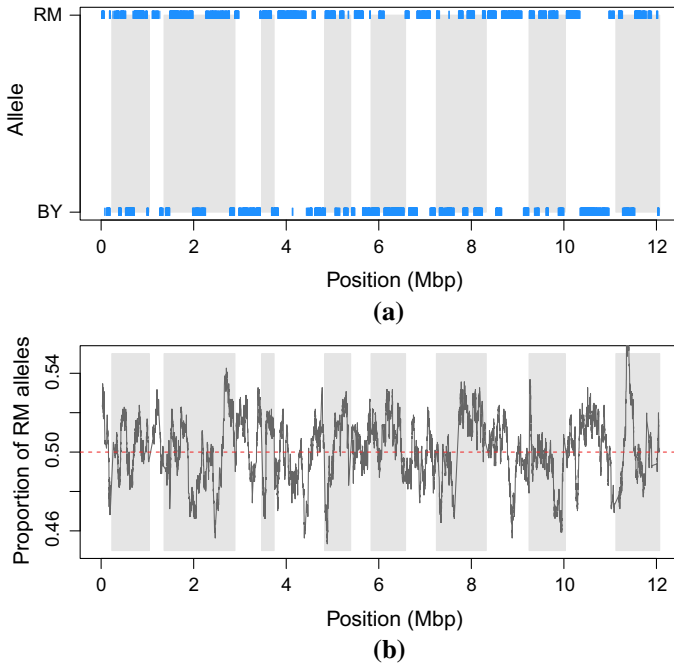 RM
Allele
BY
0 2 4 6 8 10 12
Position (Mbp)
(a)
Proportion of RM alleles
0.54
0.50
0.46
0 2 4 6 8 10 12
Position (Mbp)
(b)